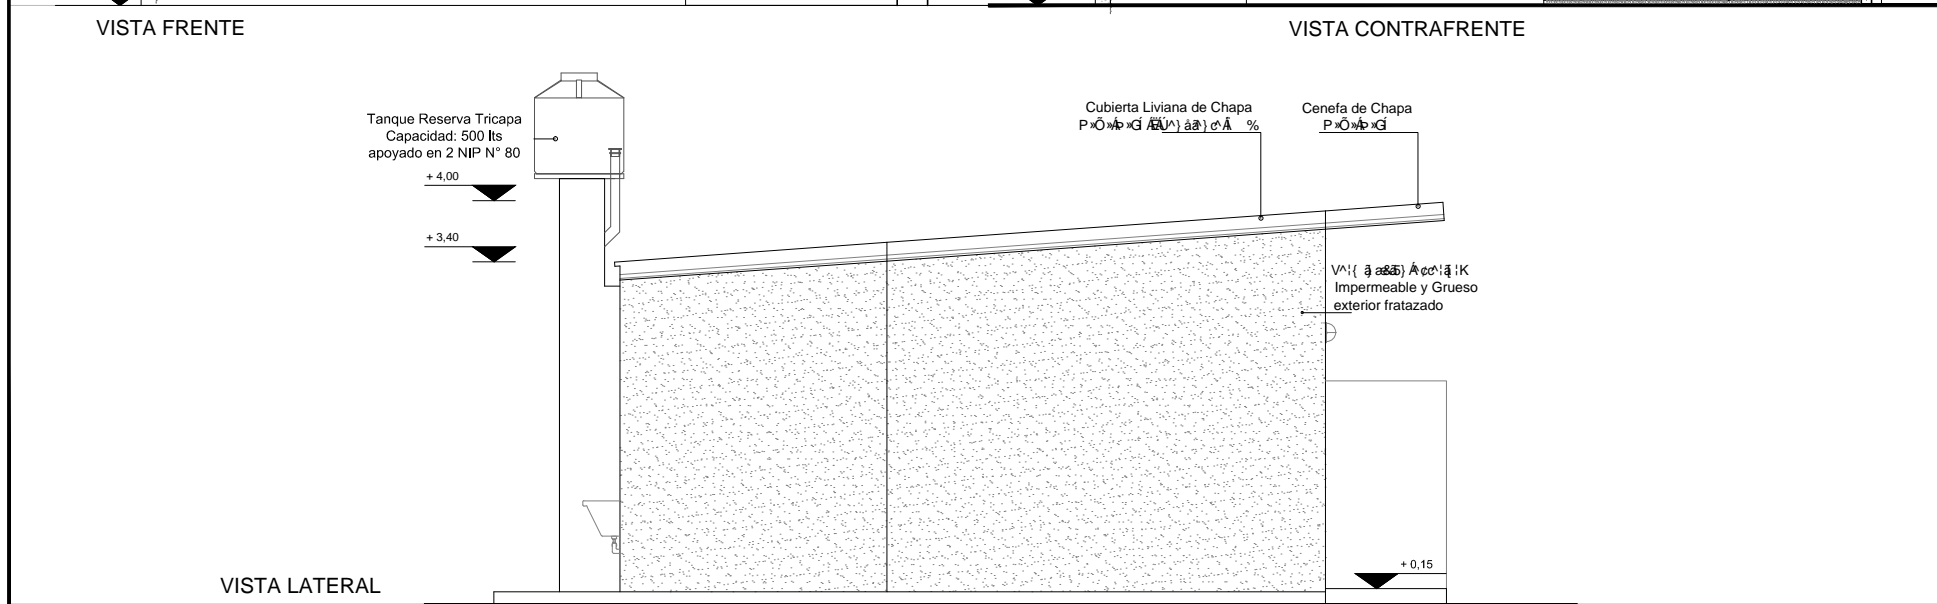 VISTA FRENTE
VISTA CONTRAFRENTE
Tanque Reserva Tricapa
Capacidad: 500 lts
apoyado en 2 NIP N° 80
+ 4,00
+ 3,40
Cubierta Liviana de Chapa
%
Cenefa de Chapa
Impermeable y Grueso
exterior fratazado
+ 0,15
VISTA LATERAL